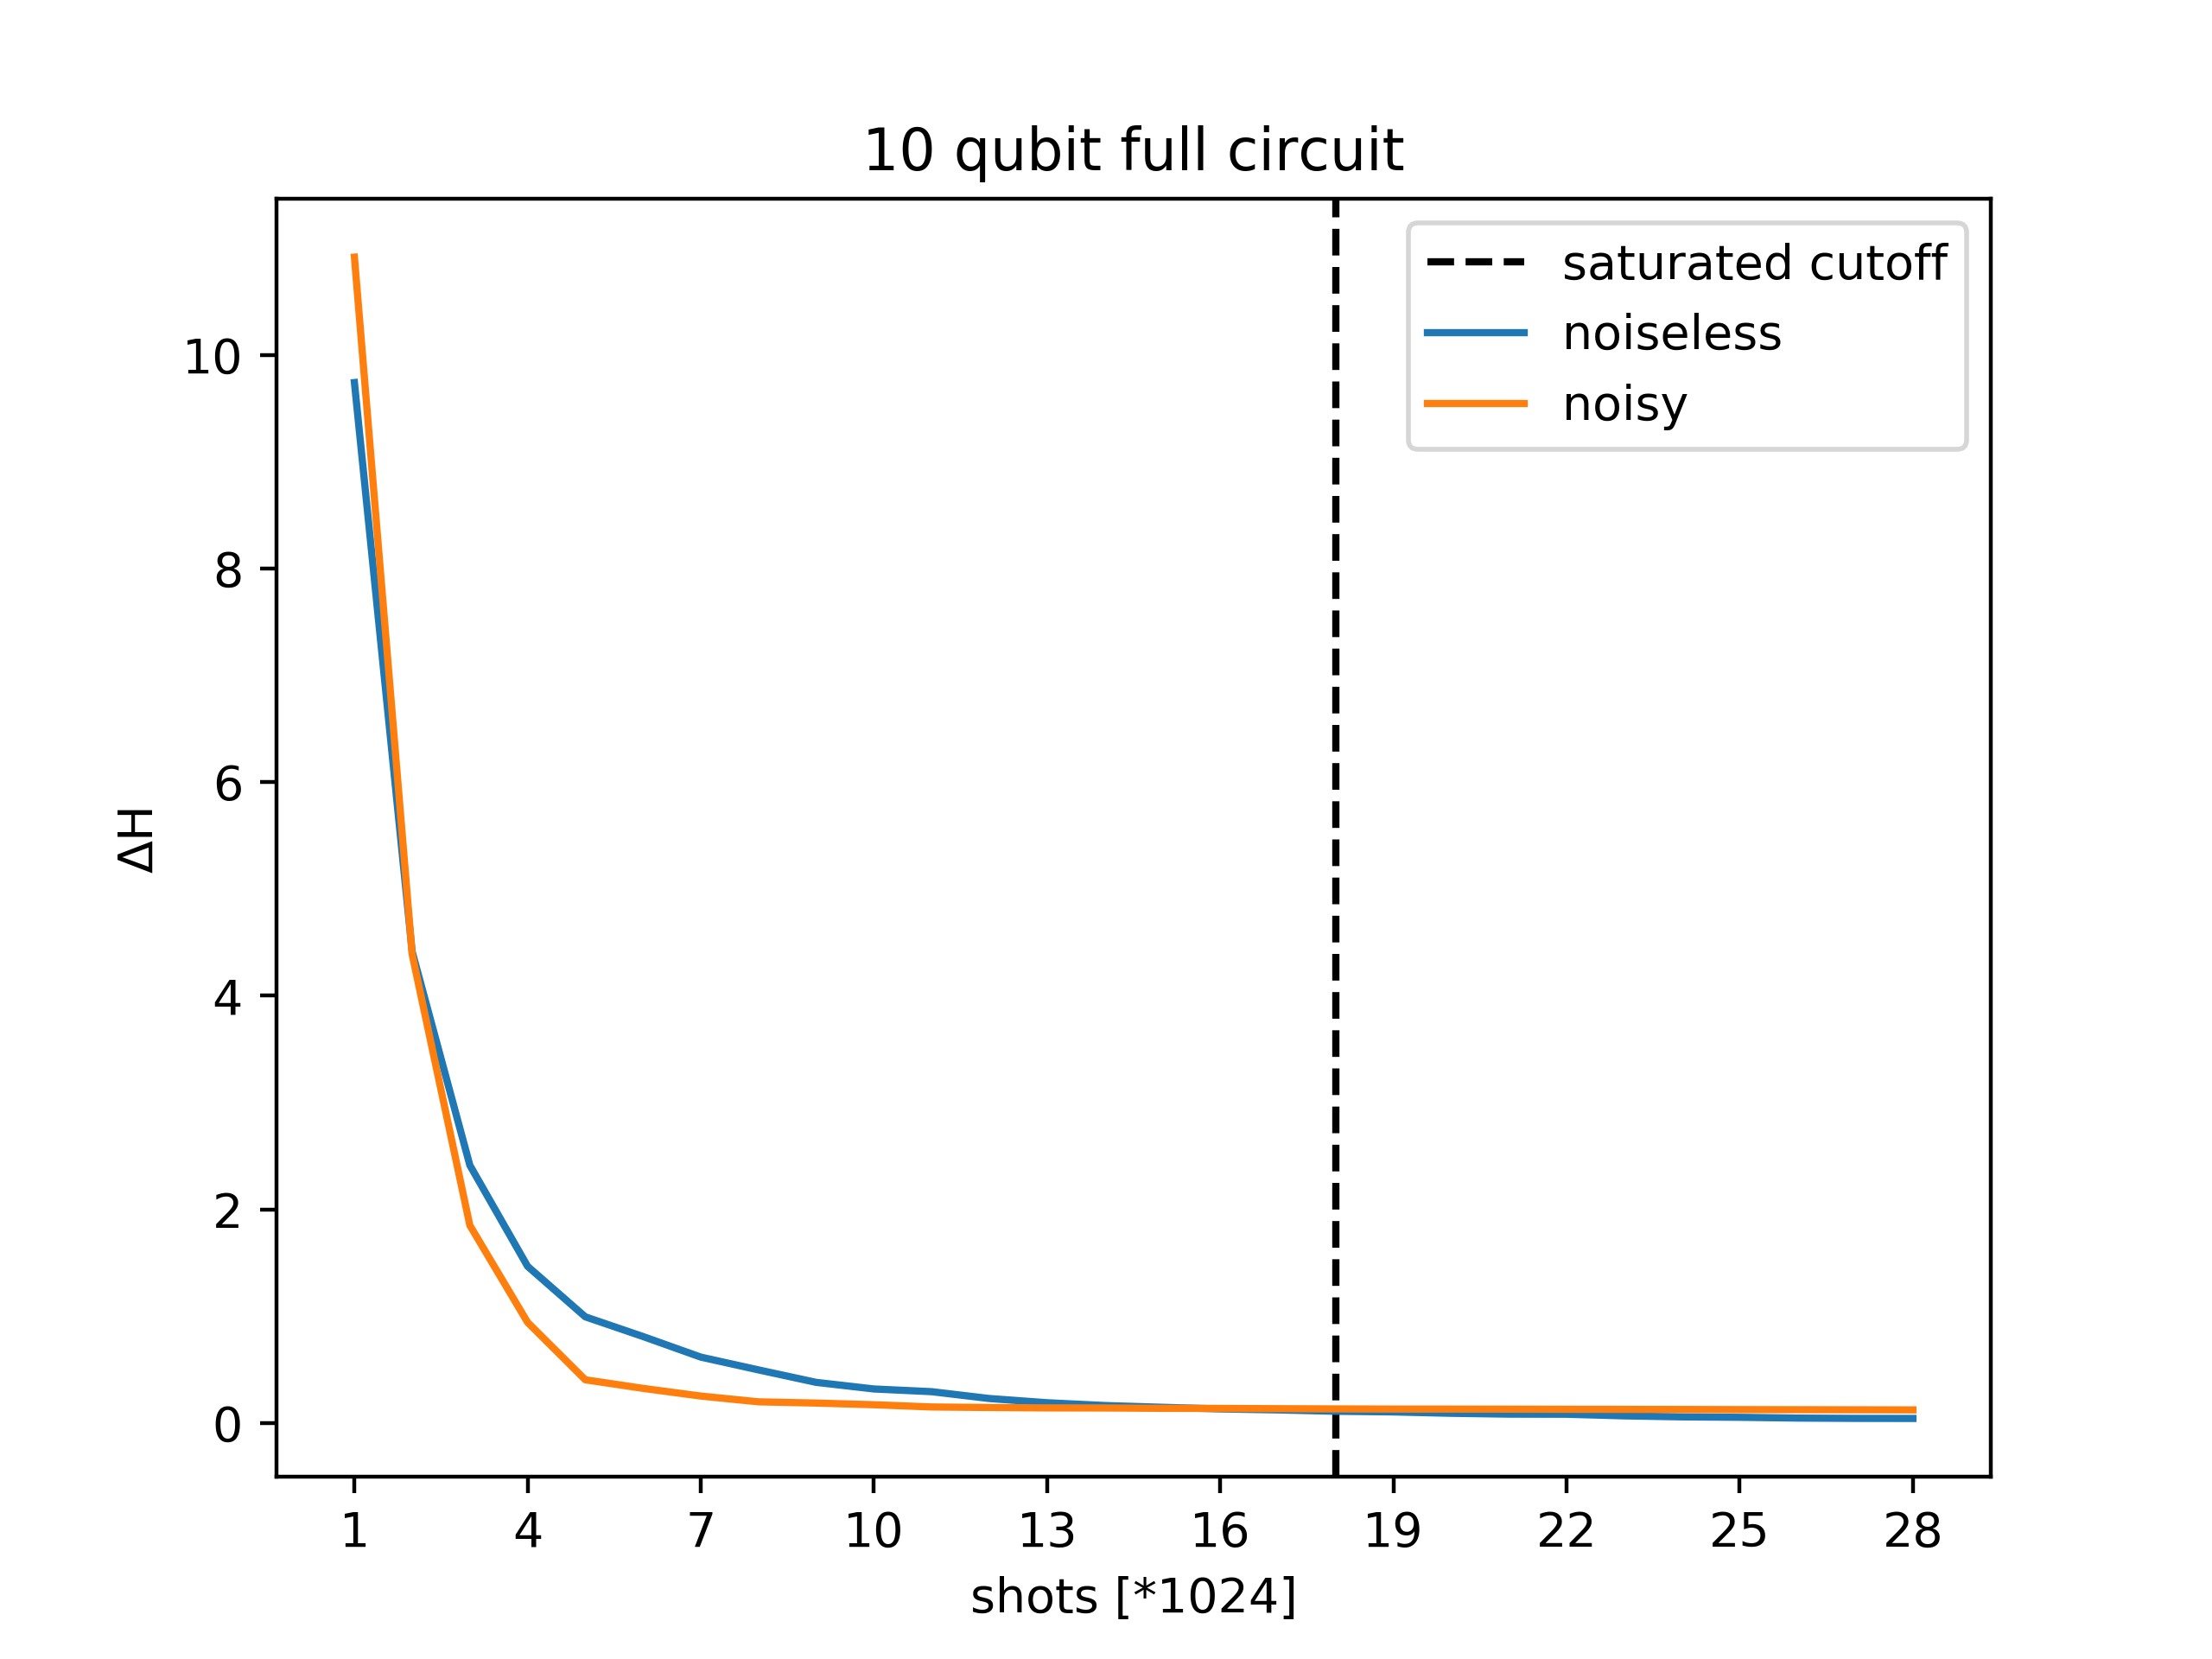 10 qubit full circuit
saturated cutoff
noiseless
noisy
10
8
6
4
2
0
ΔH
1 4 7 10 13 16 19 22 25 28
shots [*1024]